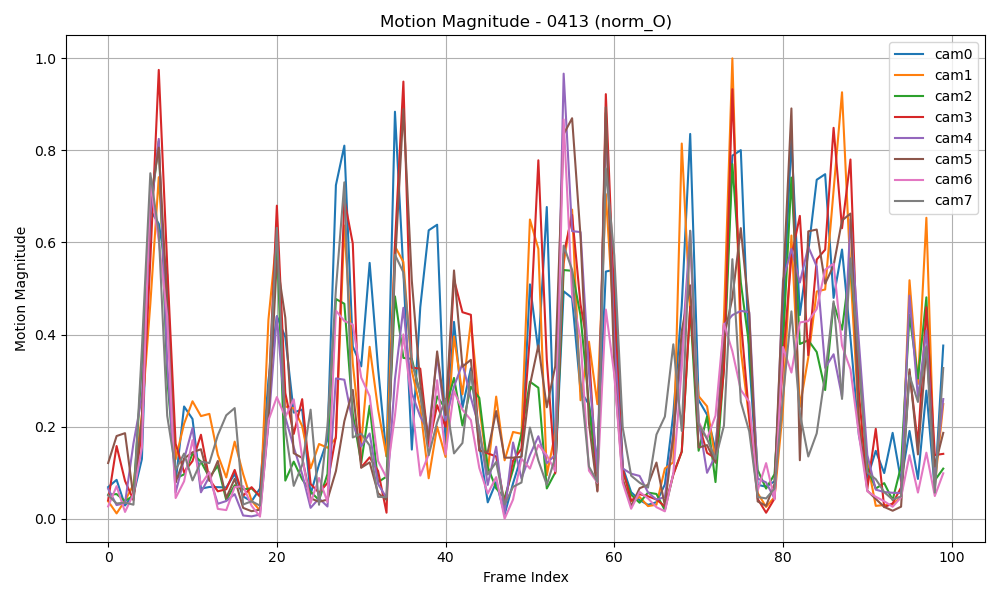 Motion Magnitude - 0413 (norm_O)
1.0
0.8
0.6
0.4
0.2
0.0
Motion Magnitude
cam0
cam1
cam2
cam3
cam4
cam5
cam6
cam7
0 20 40 60 80 100
Frame Index